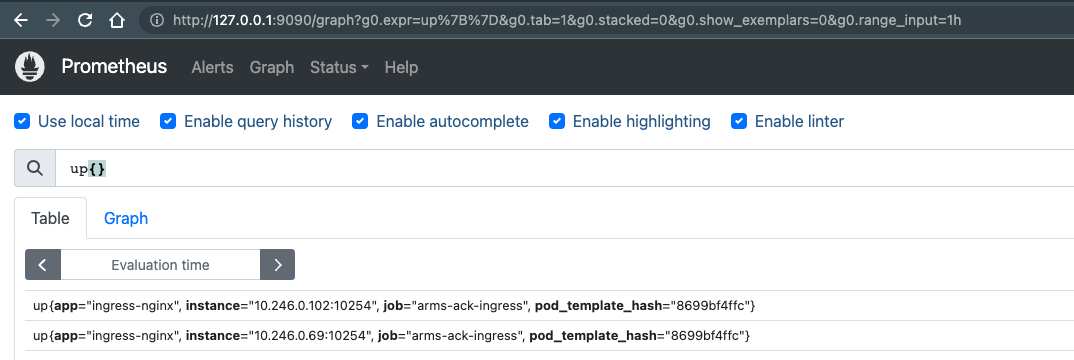 http://127.0.0.1:9090/graph?g0.expr=up%7B%7D&g0.tab=1&g0.stacked=0&g0.show_exemplars=0&g0.range_input=1h
Prometheus Alerts Graph Status Help
Use local time Enable query history Enable autocomplete Enable highlighting Enable linter
up{}
Table Graph
Evaluation time
up{app="ingress-nginx", instance="10.246.0.102:10254", job="arms-ack-ingress", pod_template_hash="8699bf4ffc"}
up{app="ingress-nginx", instance="10.246.0.69:10254", job="arms-ack-ingress", pod_template_hash="8699bf4ffc"}